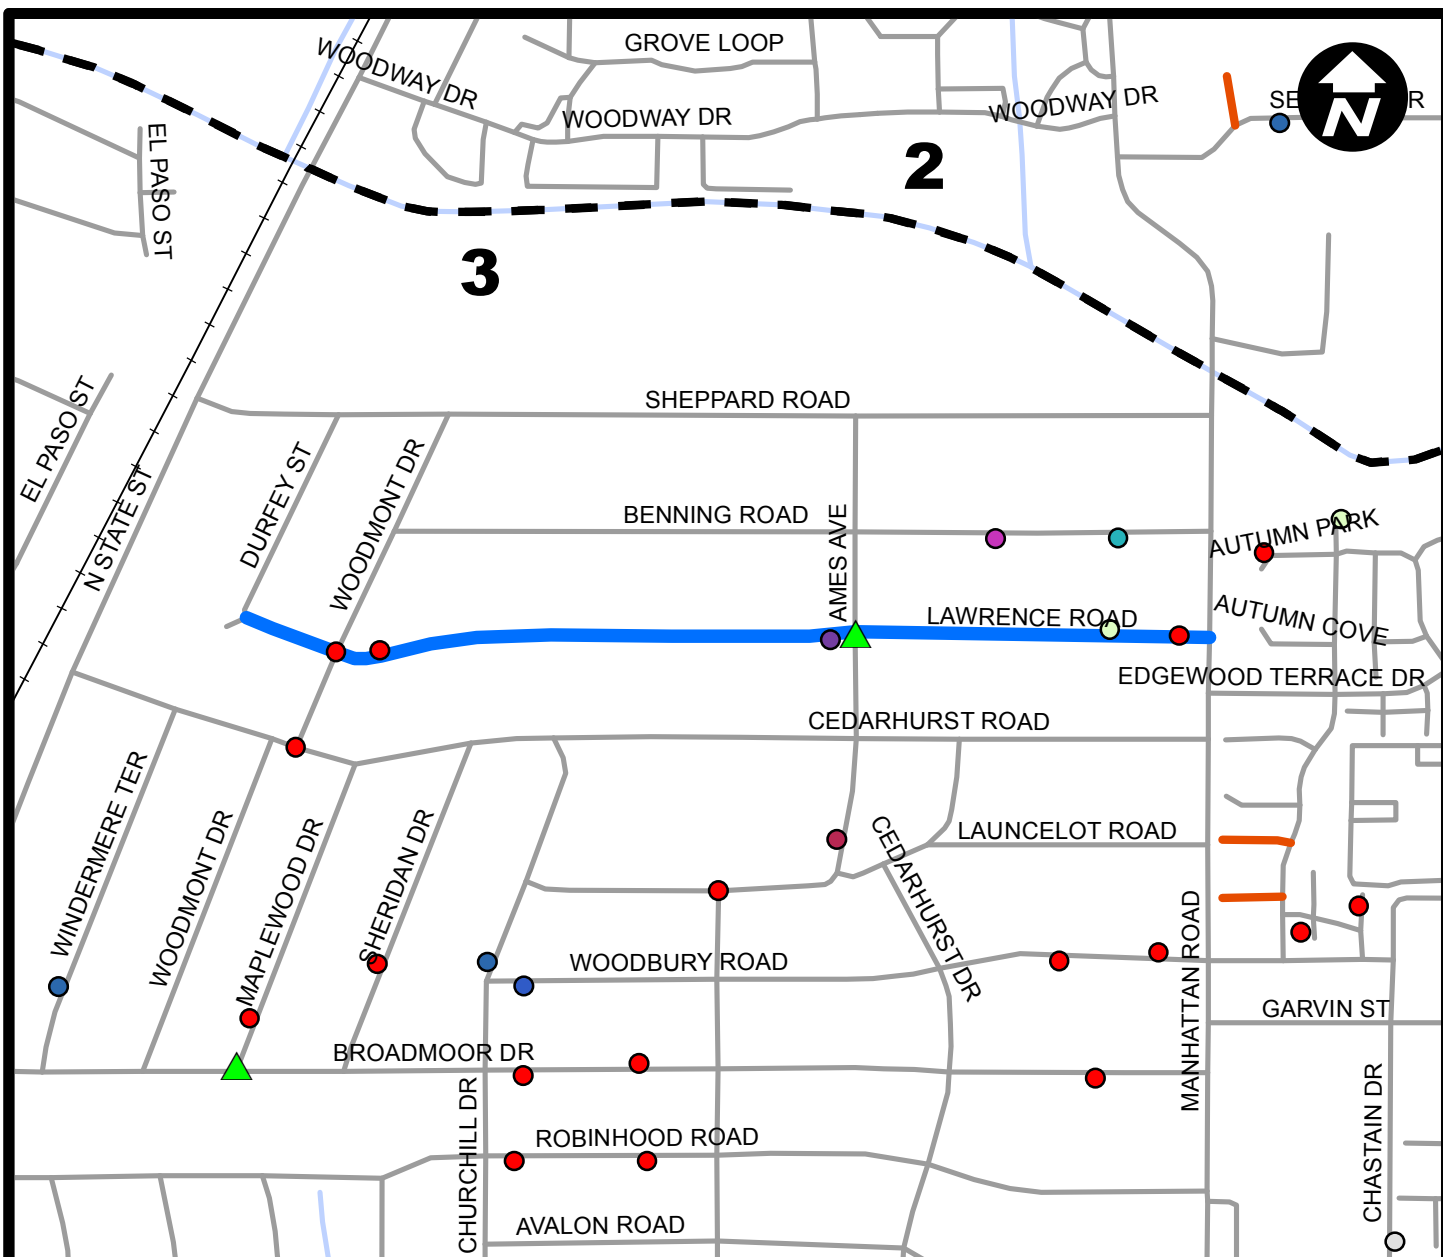 GROVE LOOP
WOODWAY DR
WOODWAY DR
WOODWAY DR
N
EL PASO ST
2
3
SHEPPARD ROAD
EL PASO ST
N STATE ST
DURFEY ST
WOODMONT DR
BENNING ROAD
AMES AVE
AUTUMN PARK
LAWRENCE ROAD
AUTUMN COVE
EDGEWOOD TERRACE DR
CEDARHURST ROAD
WINDERMERE TER
WOODMONT DR
MAPLEWOOD DR
SHERIDAN DR
CEDARHURST DR
LAUNCELOT ROAD
MANHATTAN ROAD
WOODBURY ROAD
GARVIN ST
BROADMOOR DR
CHURCHILL DR
ROBINHOOD ROAD
CHASTAIN DR
AVALON ROAD